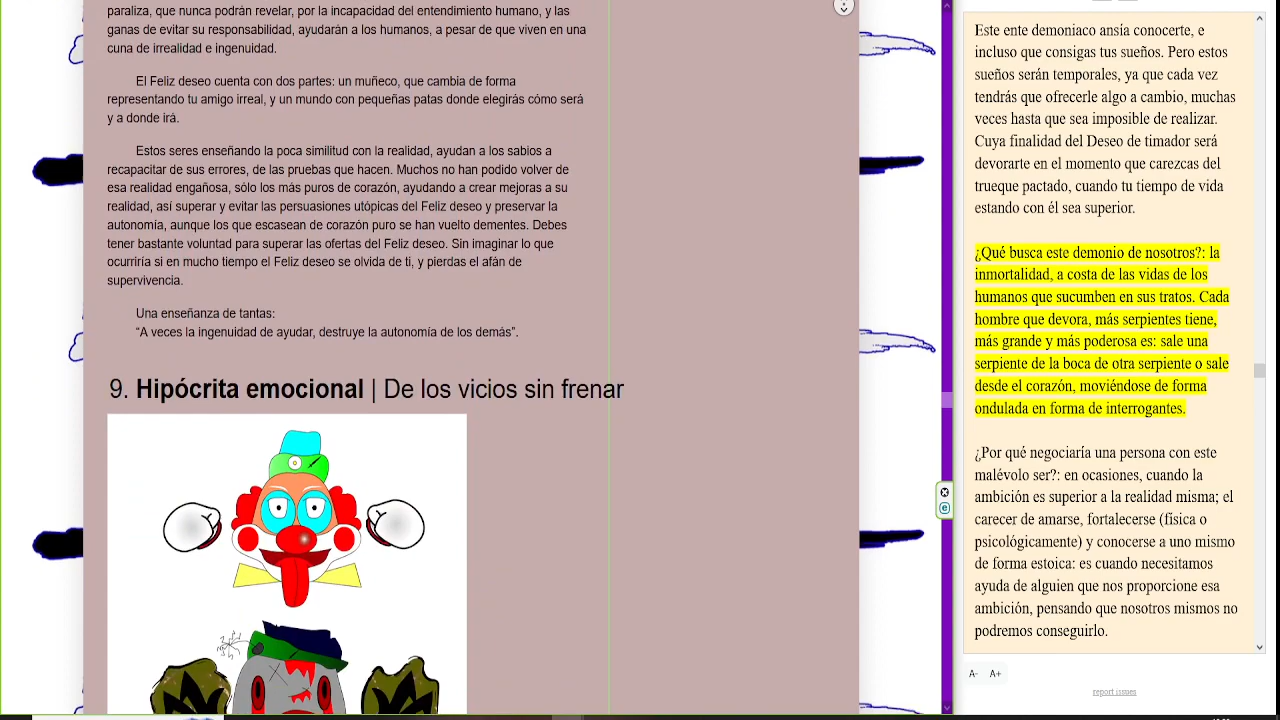 paraliza, que nunca podrán revelar, por la incapacidad del entendimiento humano, y las
ganas de evitar su responsabilidad, ayudarán a los humanos, a pesar de que viven en una
cuna de irrealidad e ingenuidad.
El Feliz deseo cuenta con dos partes: un muñeco, que cambia de forma
representando tu amigo irreal, y un mundo con pequeñas patas donde elegirás cómo será
y a donde irá.
Estos seres enseñando la poca similitud con la realidad, ayudan a los sabios a
recapacitar de sus errores, de las pruebas que hacen. Muchos no han podido volver de
esa realidad engañosa, sólo los más puros de corazón, ayudando a crear mejoras a su
realidad, así superar y evitar las persuasiones utópicas del Feliz deseo y preservar la
autonomía, aunque los que escasean de corazón puro se han vuelto dementes. Debes
tener bastante voluntad para superar las ofertas del Feliz deseo. Sin imaginar lo que
ocurriría si en mucho tiempo el Feliz deseo se olvida de ti, y pierdas el afán de
supervivencia.
Una enseñanza de tantas:
“A veces la ingenuidad de ayudar, destruye la autonomía de los demás”.
9. Hipócrita emocional | De los vicios sin frenar
Este ente demoniaco ansía conocerte, e
incluso que consigas tus sueños. Pero estos
sueños serán temporales, ya que cada vez
tendrás que ofrecerle algo a cambio, muchas
veces hasta que sea imposible de realizar.
Cuya finalidad del Deseo de timador será
devorarte en el momento que carezcas del
trueque pactado, cuando tu tiempo de vida
estando con él sea superior.
¿Qué busca este demonio de nosotros?: la
inmortalidad, a costa de las vidas de los
humanos que sucumben en sus tratos. Cada
hombre que devora, más serpientes tiene,
más grande y más poderosa es: sale una
serpiente de la boca de otra serpiente o sale
desde el corazón, moviéndose de forma
ondulada en forma de interrogantes.
¿Por qué negociaría una persona con este
malévolo ser?: en ocasiones, cuando la
ambición es superior a la realidad misma; el
carecer de amarse, fortalecerse (física o
psicológicamente) y conocerse a uno mismo
de forma estoica: es cuando necesitamos
ayuda de alguien que nos proporcione esa
ambición, pensando que nosotros mismos no
podremos conseguirlo.
A- A+
report issues